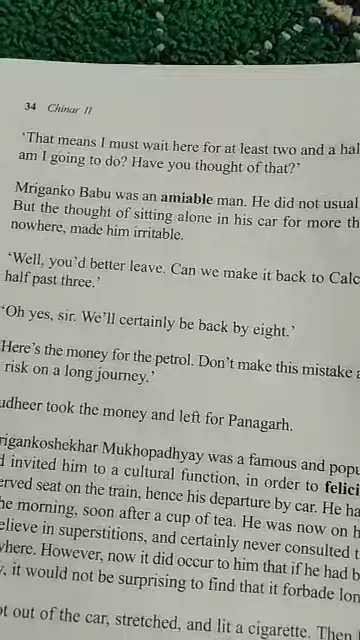 34 Chinar II
'That means I must wait here for at least two and a hal
am I going to do? Have you thought of that?'
Mriganko Babu was an amiable man. He did not usual
But the thought of sitting alone in his car for more th
nowhere, made him irritable.
'Well, you'd better leave. Can we make it back to Calc
half past three.'
'Oh yes, sir. We'll certainly be back by eight.'
Here's the money for the petrol. Don't make this mistake a
risk on a long journey.'
udheer took the money and left for Panagarh.
rigankoshekhar Mukhopadhyay was a famous and popu
d invited him to a cultural function, in order to felici
erved seat on the train, hence his departure by car. He ha
he morning, soon after a cup of tea. He was now on h
elieve in superstitions, and certainly never consulted t
where. However, now it did occur to him that if he had b
, it would not be surprising to find that it forbade lon
ot out of the car, stretched, and lit a cigarette. Then